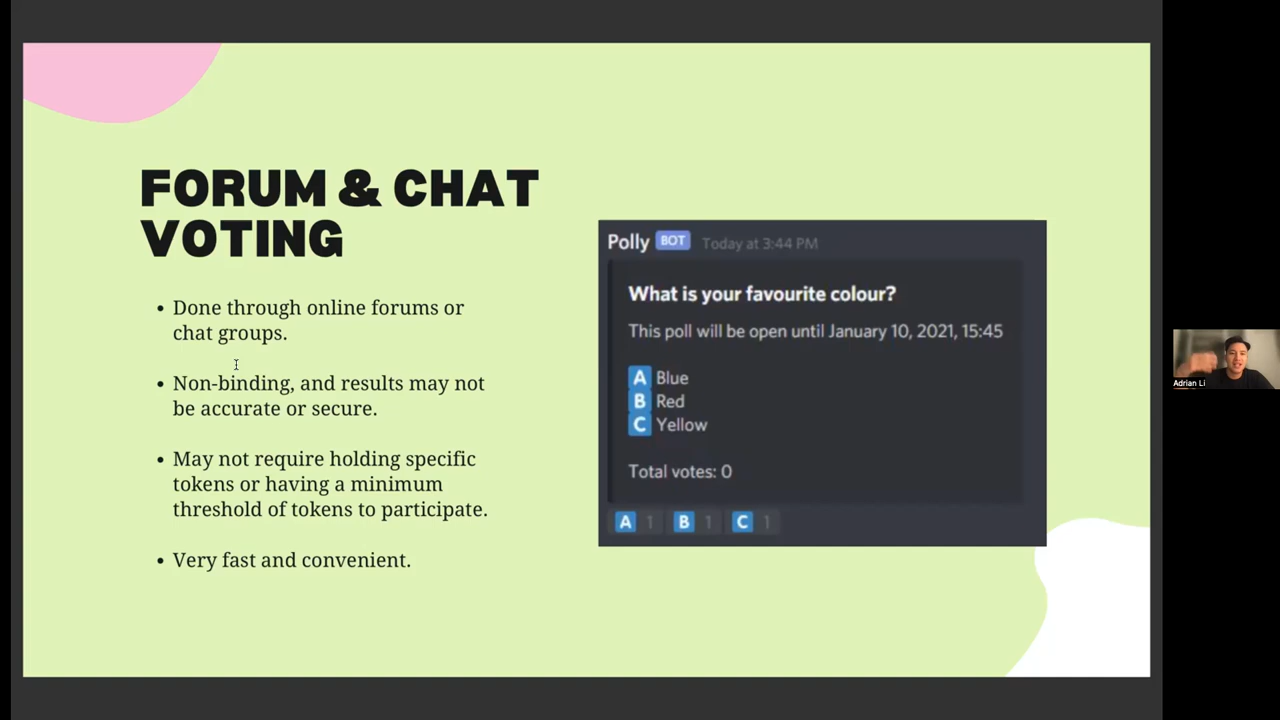 FORUM & CHAT
VOTING
• Done through online forums or
chat groups.
• Non-binding, and results may not
be accurate or secure.
• May not require holding specific
tokens or having a minimum
threshold of tokens to participate.
• Very fast and convenient.
Polly BOT Today at 3:44 PM
What is your favourite colour?
This poll will be open until January 10, 2021, 15:45
A Blue
B Red
C Yellow
Total votes: 0
A 1 B 1 C 1
Adrian Li